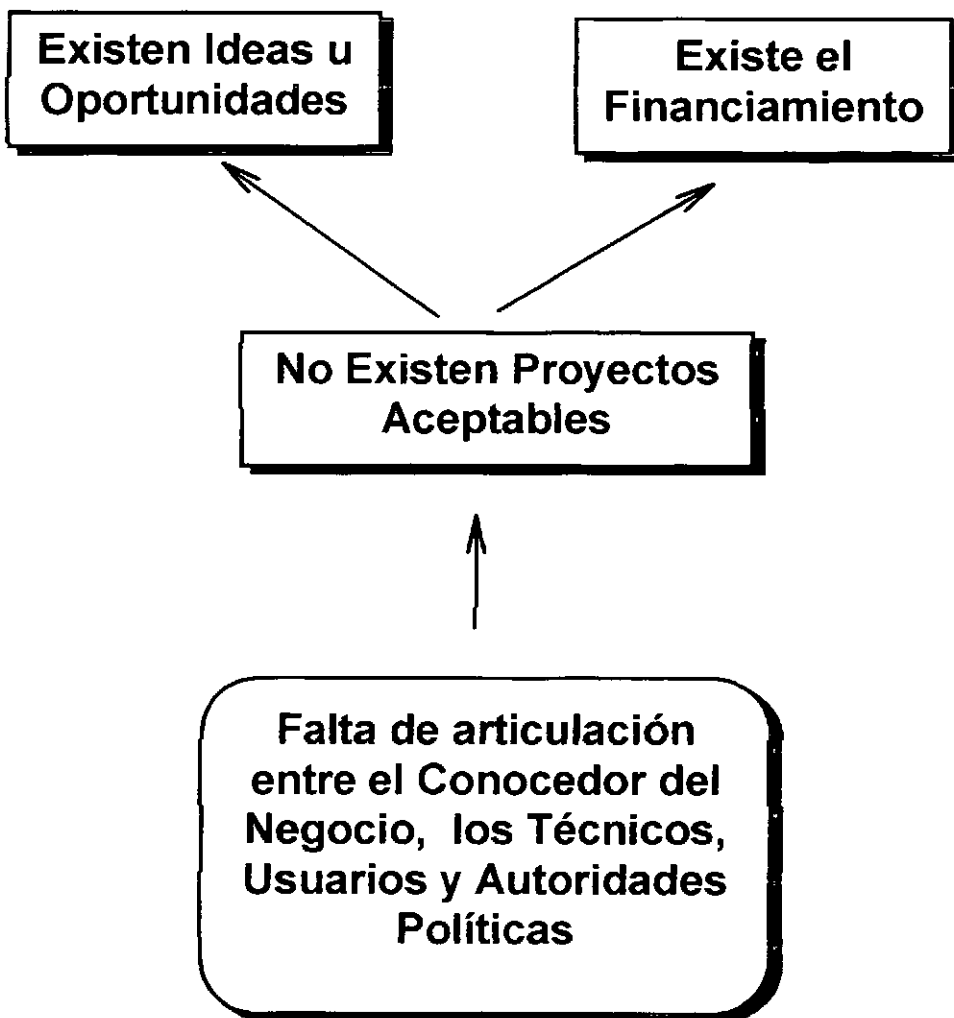 Existen Ideas u
Oportunidades
Existe el
Financiamiento
No Existen Proyectos
Aceptables
Falta de articulación
entre el Conocedor del
Negocio, los Técnicos,
Usuarios y Autoridades
Políticas